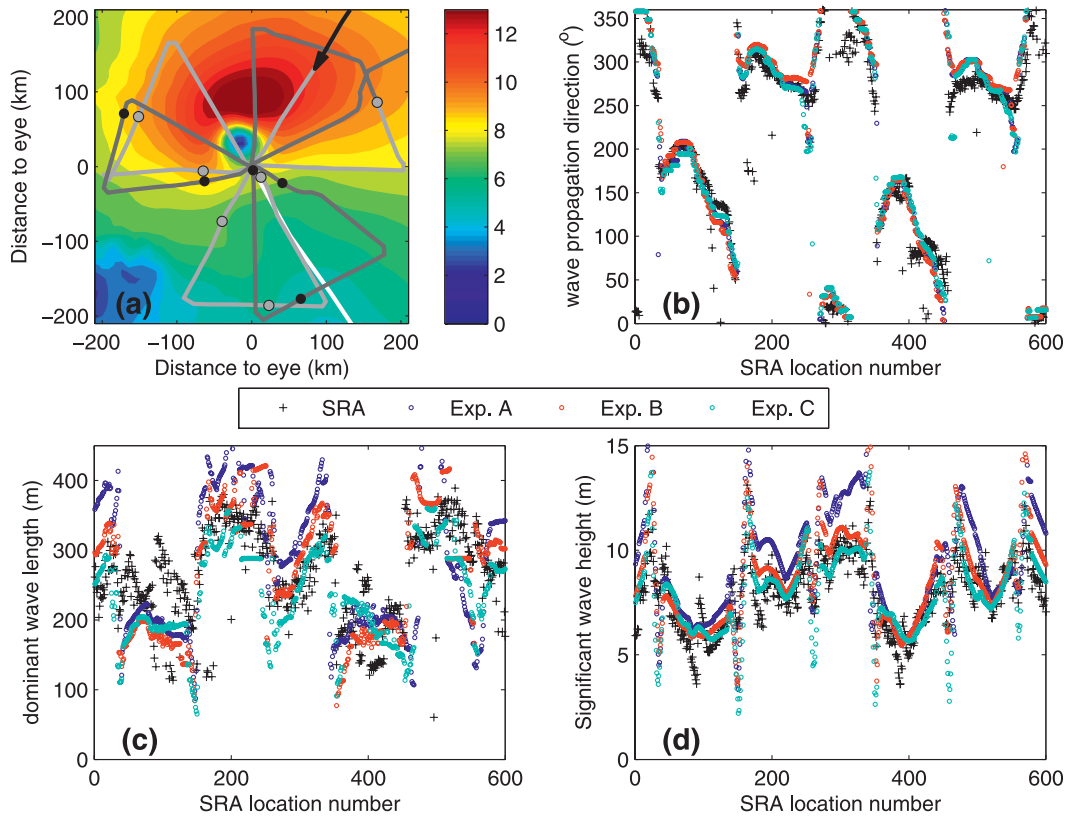 200
100
0
−100
−200
Distance to eye (km)
−200 −100 0 100 200
Distance to eye (km)
(a)
12
10
8
6
4
2
0
350
300
250
200
150
100
50
0
wave propagation direction (°)
0 200 400 600
SRA location number
(b)
SRA Exp. A Exp. B Exp. C
400
300
200
100
0
dominant wave length (m)
0 200 400 600
SRA location number
(c)
15
10
5
0
Significant wave height (m)
0 200 400 600
SRA location number
(d)